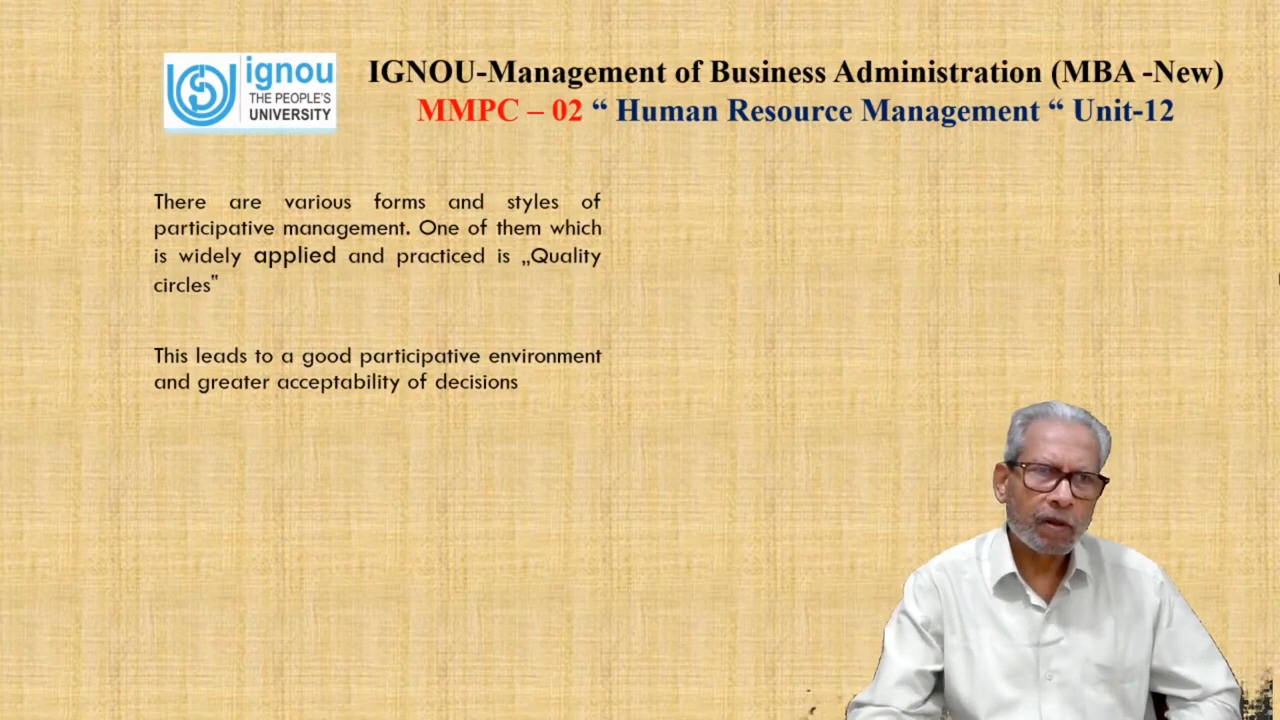 ignou
THE PEOPLE'S
UNIVERSITY
IGNOU-Management of Business Administration (MBA -New)
MMPC – 02 “ Human Resource Management “ Unit-12
There are various forms and styles of
participative management. One of them which
is widely applied and practiced is „Quality
circles‟
This leads to a good participative environment
and greater acceptability of decisions